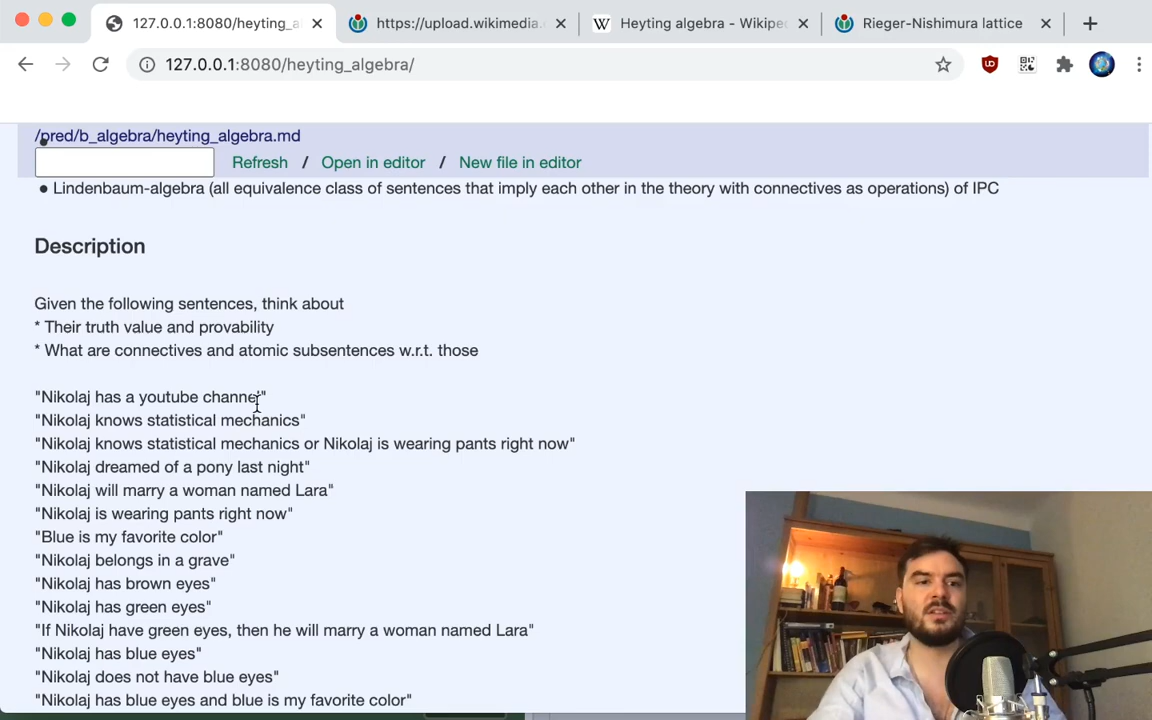 127.0.0.1:8080/heyting_a
https://upload.wikimedia.
W Heyting algebra - Wikipe
Rieger-Nishimura lattice
127.0.0.1:8080/heyting_algebra/
/pred/b_algebra/heyting_algebra.md
Refresh / Open in editor / New file in editor
• Lindenbaum-algebra (all equivalence class of sentences that imply each other in the theory with connectives as operations) of IPC
Description
Given the following sentences, think about
* Their truth value and provability
* What are connectives and atomic subsentences w.r.t. those
"Nikolaj has a youtube channel"
"Nikolaj knows statistical mechanics"
"Nikolaj knows statistical mechanics or Nikolaj is wearing pants right now"
"Nikolaj dreamed of a pony last night"
"Nikolaj will marry a woman named Lara"
"Nikolaj is wearing pants right now"
"Blue is my favorite color"
"Nikolaj belongs in a grave"
"Nikolaj has brown eyes"
"Nikolaj has green eyes"
"If Nikolaj have green eyes, then he will marry a woman named Lara"
"Nikolaj has blue eyes"
"Nikolaj does not have blue eyes"
"Nikolaj has blue eyes and blue is my favorite color"